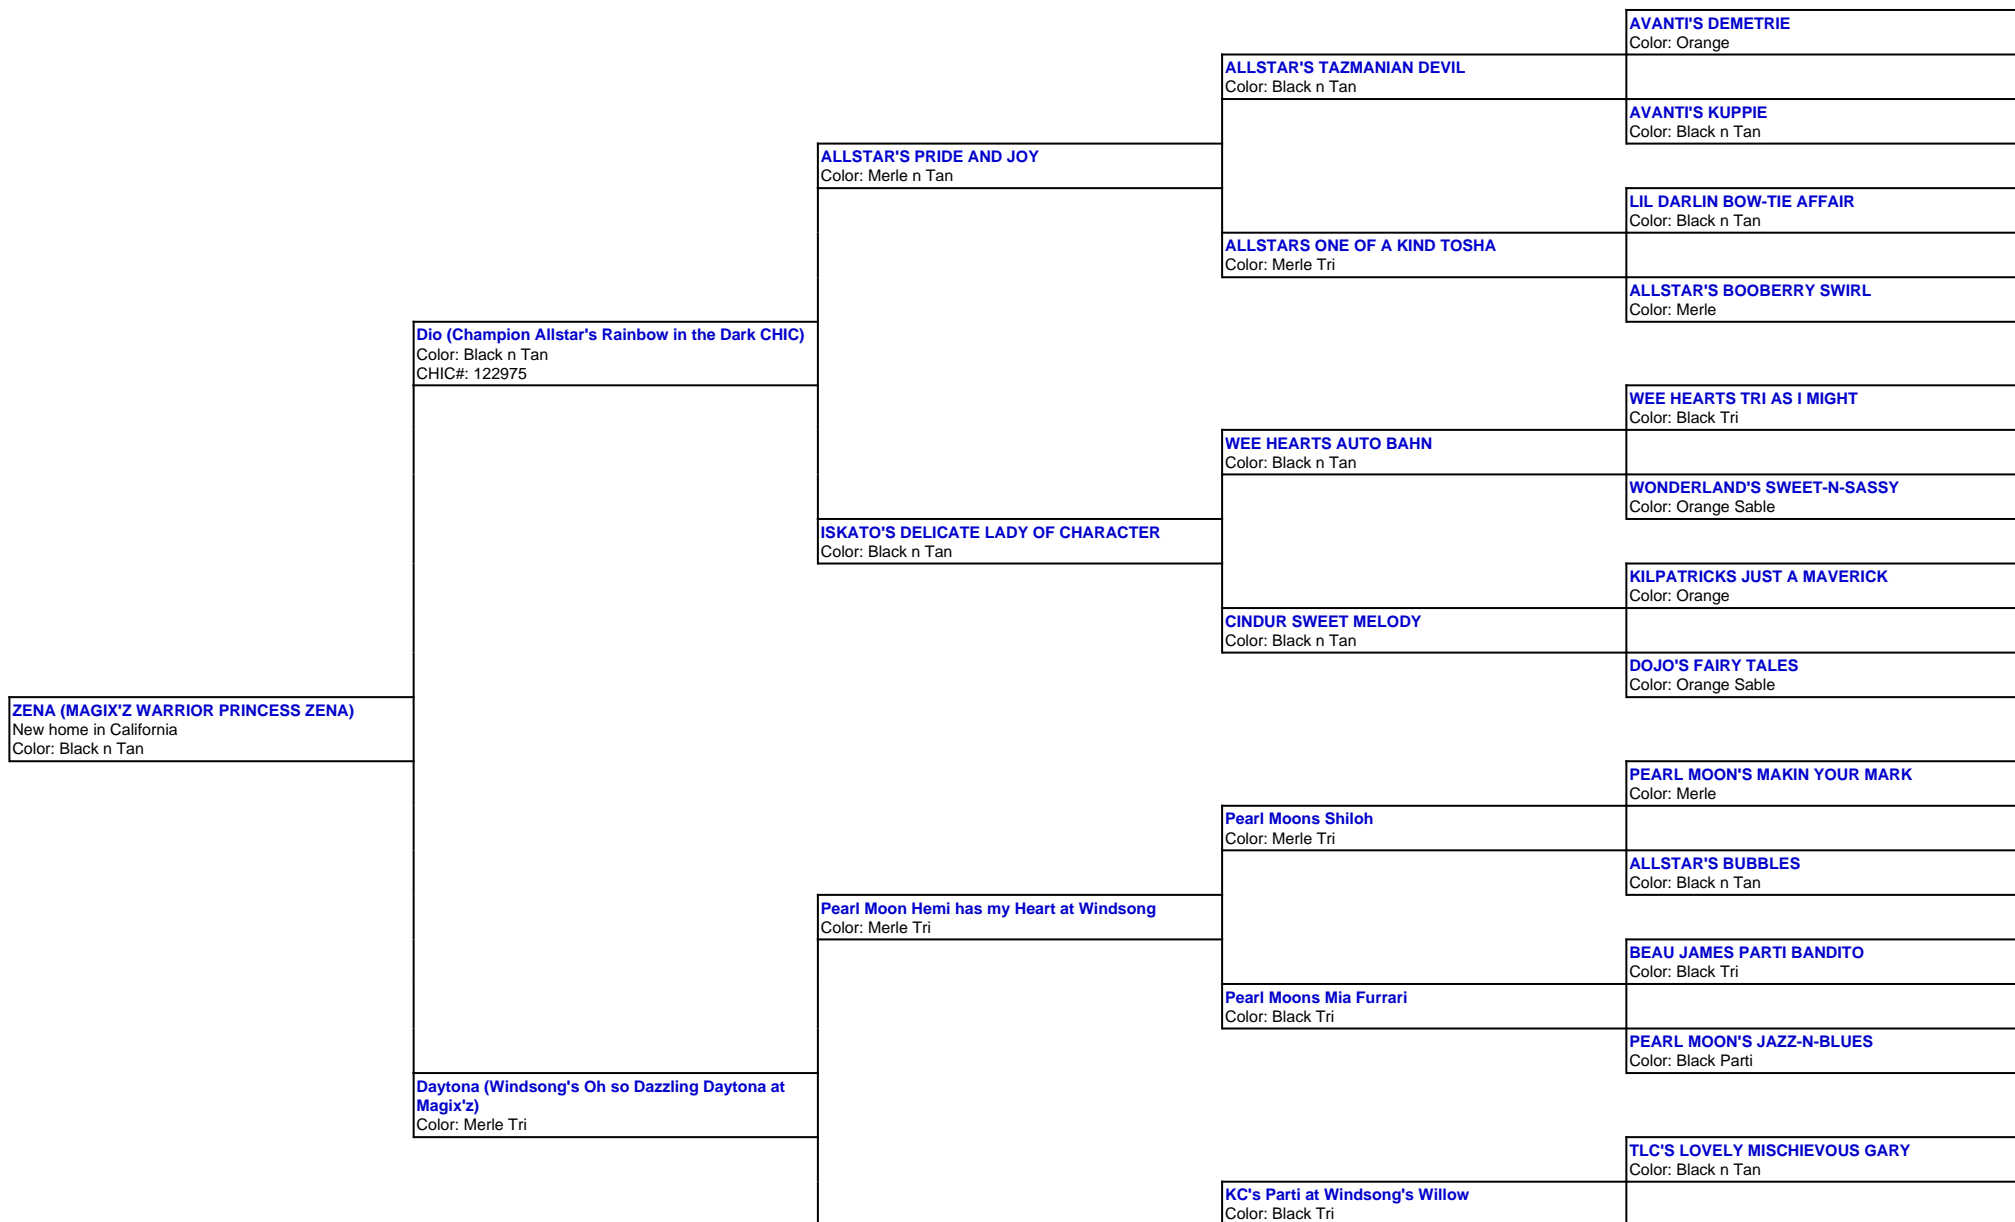 AVANTI'S DEMETRIE
Color: Orange
ALLSTAR'S TAZMANIAN DEVIL
Color: Black n Tan
AVANTI'S KUPPIE
Color: Black n Tan
ALLSTAR'S PRIDE AND JOY
Color: Merle n Tan
LIL DARLIN BOW-TIE AFFAIR
Color: Black n Tan
ALLSTARS ONE OF A KIND TOSHA
Color: Merle Tri
ALLSTAR'S BOOBERRY SWIRL
Color: Merle
Dio (Champion Allstar's Rainbow in the Dark CHIC)
Color: Black n Tan
CHIC#: 122975
WEE HEARTS TRI AS I MIGHT
Color: Black Tri
WEE HEARTS AUTO BAHN
Color: Black n Tan
WONDERLAND'S SWEET-N-SASSY
Color: Orange Sable
ISKATO'S DELICATE LADY OF CHARACTER
Color: Black n Tan
KILPATRICKS JUST A MAVERICK
Color: Orange
CINDUR SWEET MELODY
Color: Black n Tan
DOJO'S FAIRY TALES
Color: Orange Sable
ZENA (MAGIX'Z WARRIOR PRINCESS ZENA)
New home in California
Color: Black n Tan
PEARL MOON'S MAKIN YOUR MARK
Color: Merle
Pearl Moons Shiloh
Color: Merle Tri
ALLSTAR'S BUBBLES
Color: Black n Tan
Pearl Moon Hemi has my Heart at Windsong
Color: Merle Tri
BEAU JAMES PARTI BANDITO
Color: Black Tri
Pearl Moons Mia Furrari
Color: Black Tri
PEARL MOON'S JAZZ-N-BLUES
Color: Black Parti
Daytona (Windsong's Oh so Dazzling Daytona at
Magix'z)
Color: Merle Tri
TLC'S LOVELY MISCHIEVOUS GARY
Color: Black n Tan
KC's Parti at Windsong's Willow
Color: Black Tri